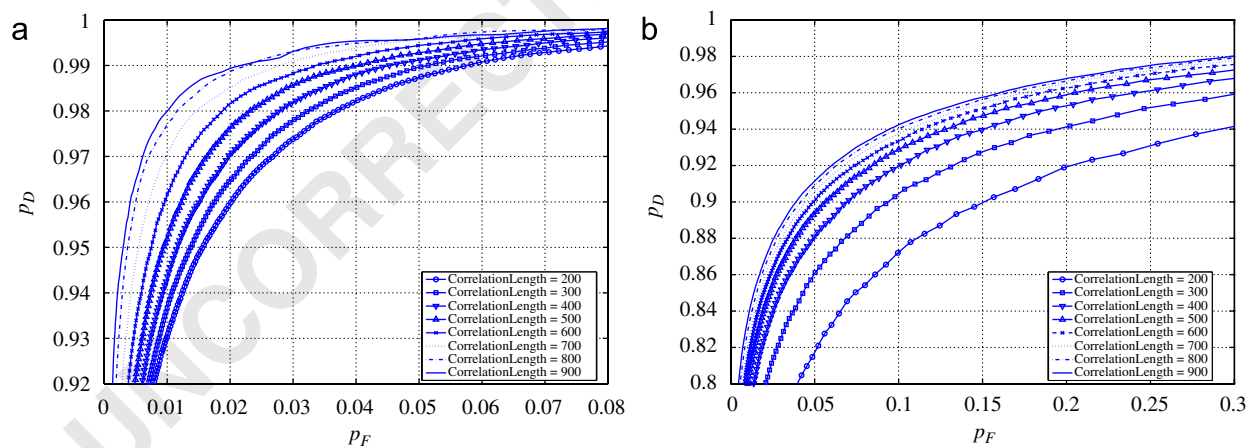 a
1
0.99
0.98
0.97
0.96
0.95
0.94
0.93
0.92
p_D
0 0.01 0.02 0.03 0.04 0.05 0.06 0.07 0.08
p_F
CorrelationLength = 200
CorrelationLength = 300
CorrelationLength = 400
CorrelationLength = 500
CorrelationLength = 600
CorrelationLength = 700
CorrelationLength = 800
CorrelationLength = 900
b
1
0.98
0.96
0.94
0.92
0.9
0.88
0.86
0.84
0.82
0.8
p_D
0 0.05 0.1 0.15 0.2 0.25 0.3
p_F
CorrelationLength = 200
CorrelationLength = 300
CorrelationLength = 400
CorrelationLength = 500
CorrelationLength = 600
CorrelationLength = 700
CorrelationLength = 800
CorrelationLength = 900
UNCORRECT